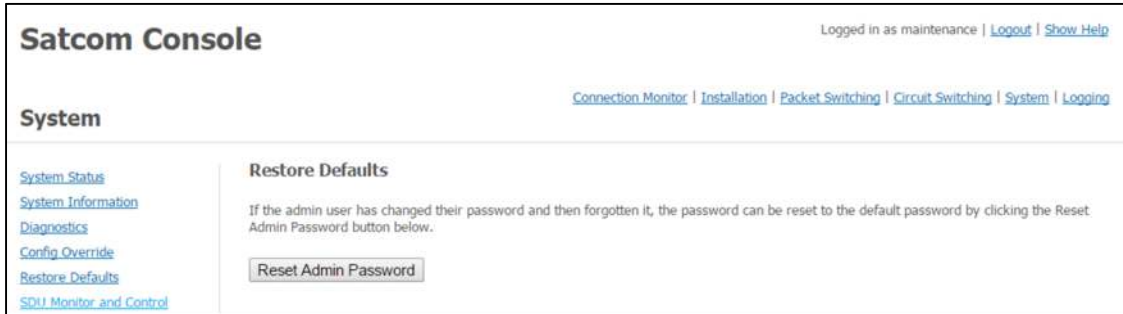 Satcom Console
Logged in as maintenance | Logout | Show Help
Connection Monitor | Installation | Packet Switching | Circuit Switching | System | Logging
System
System Status
System Information
Diagnostics
Config Override
Restore Defaults
SDU Monitor and Control
Restore Defaults
If the admin user has changed their password and then forgotten it, the password can be reset to the default password by clicking the Reset
Admin Password button below.
Reset Admin Password